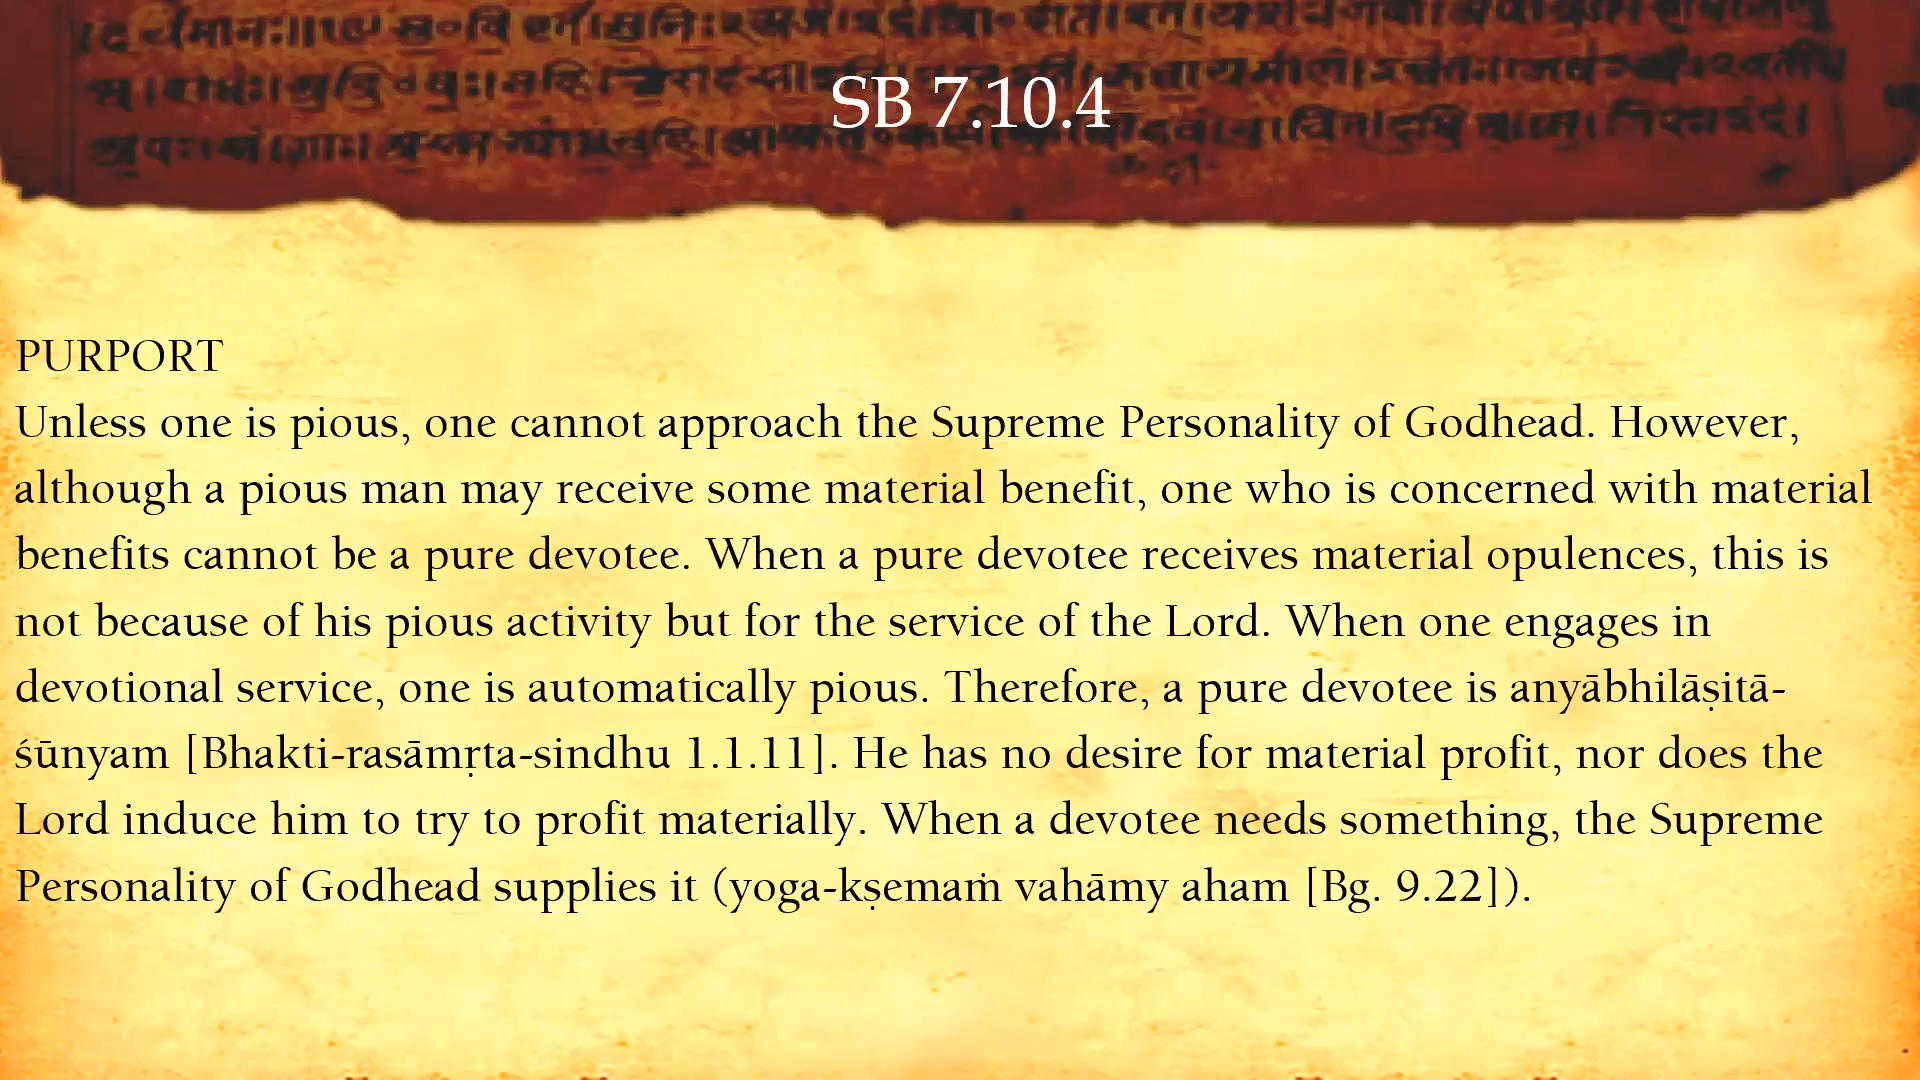 SB 7.10.4
PURPORT
Unless one is pious, one cannot approach the Supreme Personality of Godhead. However,
although a pious man may receive some material benefit, one who is concerned with material
benefits cannot be a pure devotee. When a pure devotee receives material opulences, this is
not because of his pious activity but for the service of the Lord. When one engages in
devotional service, one is automatically pious. Therefore, a pure devotee is anyābhilāṣitā-
śūnyam [Bhakti-rasāmṛta-sindhu 1.1.11]. He has no desire for material profit, nor does the
Lord induce him to try to profit materially. When a devotee needs something, the Supreme
Personality of Godhead supplies it (yoga-kṣemaṁ vahāmy aham [Bg. 9.22]).